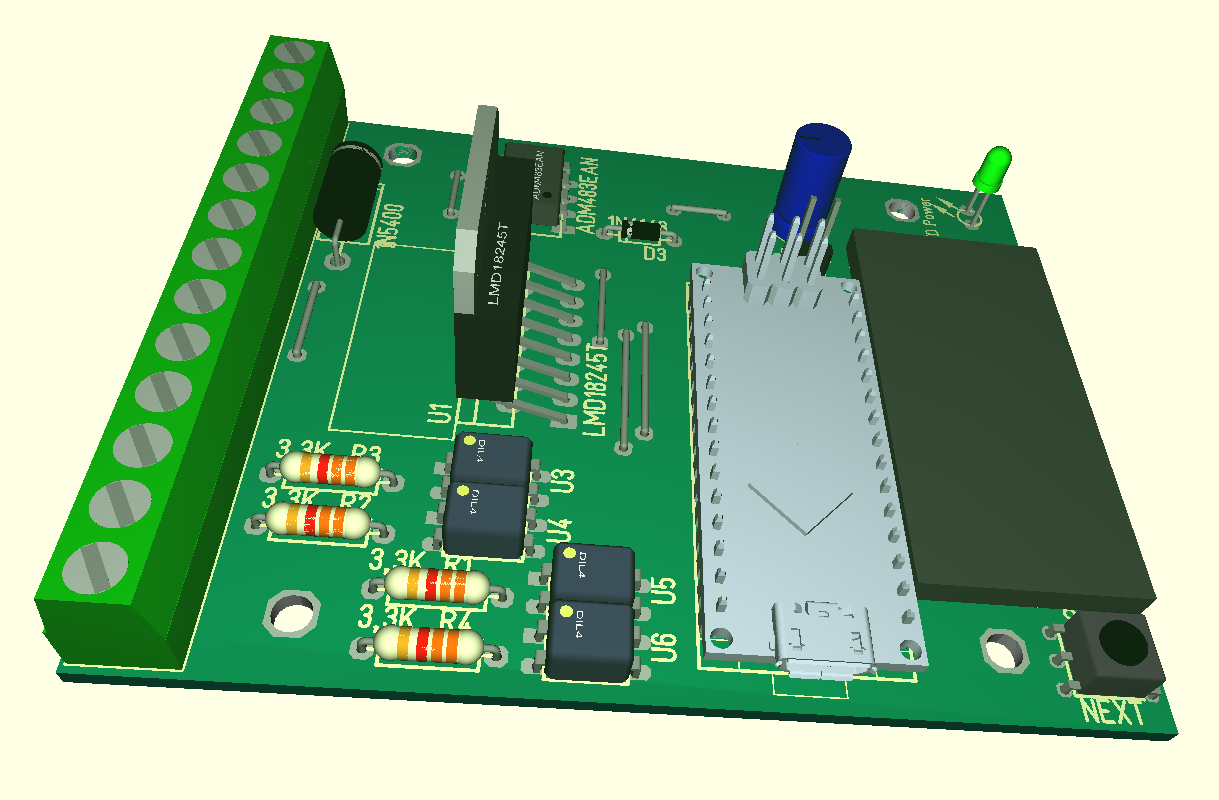 ADM483EAN
ADM483EAN
1N5400
LMD18245T
LMD18245T
D3
Power
U1
3,3K R3
3,3K R2
3,3K R1
3,3K R4
DIL4
U3
DIL4
U4
DIL4
U5
DIL4
U6
NEXT